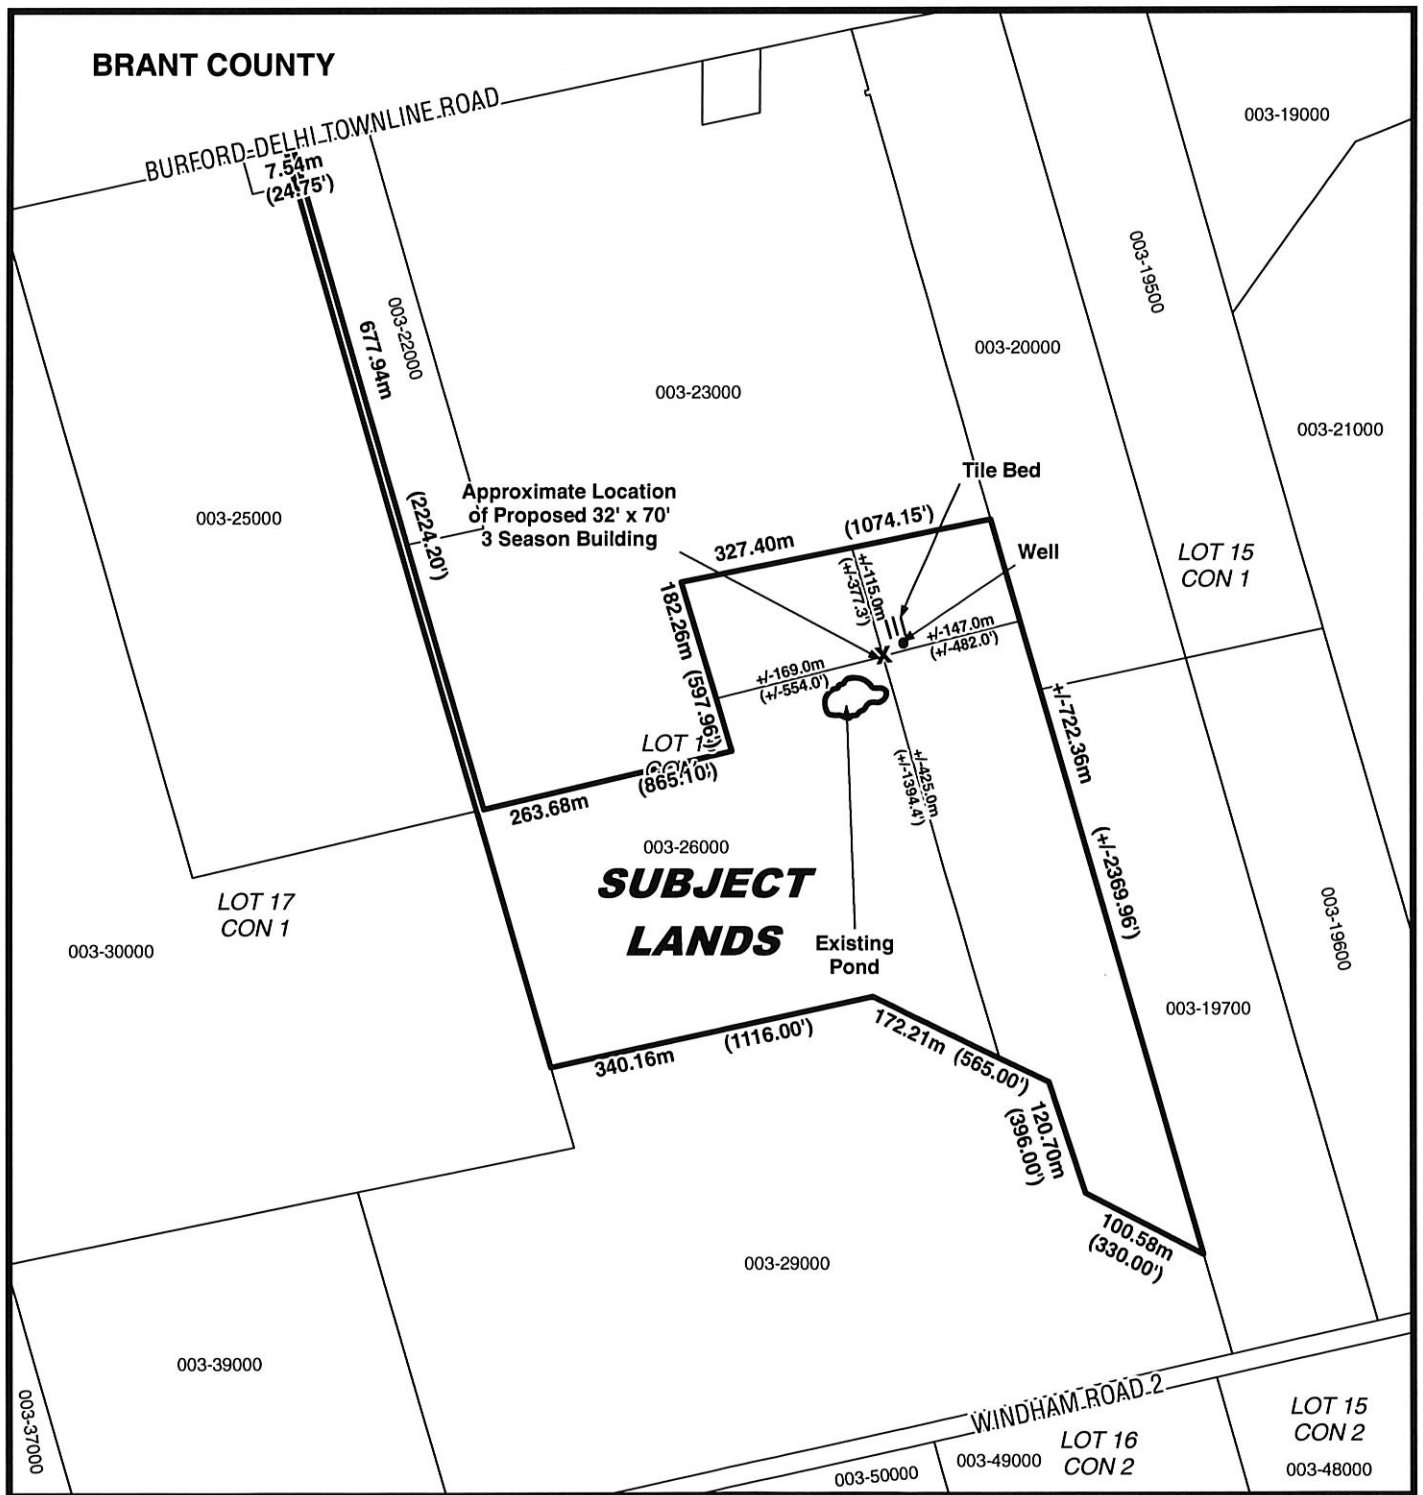 BRANT COUNTY
BURFORD-DELHI TOWNLINE ROAD
7.54m
(24.75')
003-19000
003-19500
003-22000
677.94m
003-20000
003-23000
003-21000
Tile Bed
Approximate Location
of Proposed 32' x 70'
3 Season Building
(2224.20')
003-25000
327.40m
(1074.15')
Well
LOT 15
CON 1
+/-115.0m
(+/-377.3')
182.26m
(597.96')
+/-147.0m
(+/-482.0')
X
+/-169.0m
(+/-554.0')
+/-722.36m
(+/-2369.96')
LOT
(865.10')
263.68m
+/-425.0m
(+/-1394.4')
003-26000
SUBJECT
LANDS
LOT 17
CON 1
003-30000
Existing
Pond
003-19600
003-19700
340.16m
(1116.00')
172.21m
(565.00')
120.70m
(396.00')
100.58m
(330.00')
003-29000
003-39000
003-37000
WINDHAM ROAD 2
LOT 15
CON 2
003-48000
LOT 16
CON 2
003-49000
003-50000